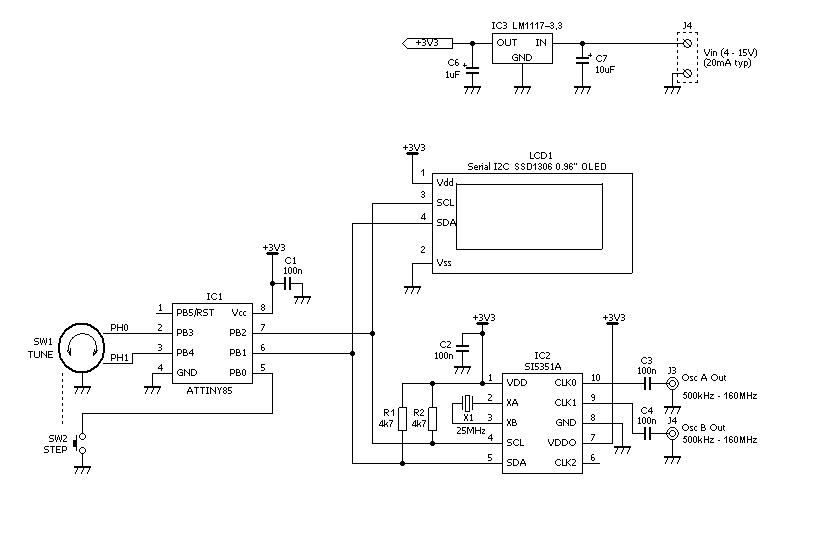 IC3 LM1117-3,3
J4
+3V3
OUT IN
GND
C6
1uF
+
C7
10uF
+
Vin (4 - 15V)
(20mA typ)
+3V3
LCD1
Serial I2C SSD1306 0.96" OLED
1 Vdd
3 SCL
4 SDA
2 Vss
+3V3
C1
100n
IC1
1 PB5/RST Vcc 8
SW1
TUNE
PH0
2 PB3 PB2 7
PH1
3 PB4 PB1 6
4 GND PB0 5
ATTINY85
SW2
STEP
+3V3
+3V3
C2
100n
IC2
SI5351A
1 VDD CLK0 10
2 XA CLK1 9
3 XB GND 8
4 SCL VDDO 7
5 SDA CLK2 6
R1
4k7
R2
4k7
X1
25MHz
C3
100n
J3
Osc A Out
500kHz - 160MHz
C4
100n
J4
Osc B Out
500kHz - 160MHz